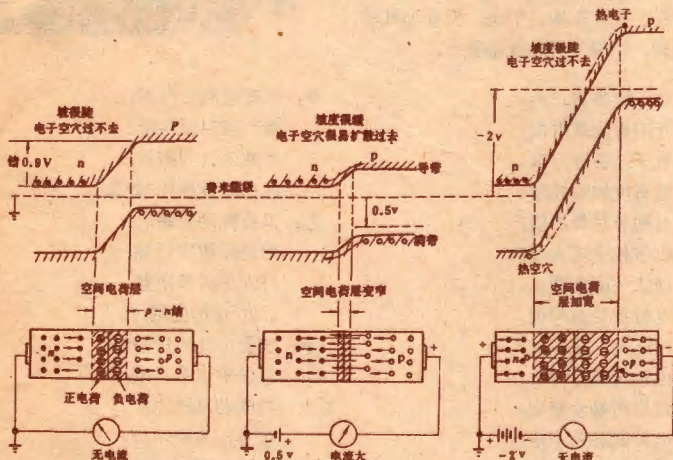 热电子
p
坡度很陡
电子空穴过不去
坡很陡
电子空穴过不去
p
n
0.9V
坡度很缓
电子空穴很易扩散过去
n
p
导带
-2v
n
费米能级
0.5v
满带
热空穴
空间电荷层
p-n结
空间电荷层变窄
空间电荷
层加宽
n
p
n
p
+
+
n
p
-
正电荷
负电荷
无电流
- +
0.5v
电流大
+ -
-2v
无电流